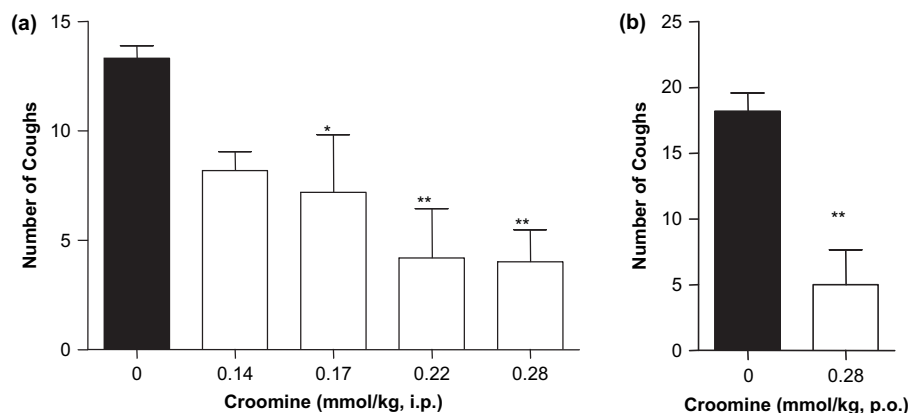 (a)
15
10
5
0
Number of Coughs
*
**
**
0 0.14 0.17 0.22 0.28
Croomine (mmol/kg, i.p.)
(b)
25
20
15
10
5
0
Number of Coughs
**
0 0.28
Croomine (mmol/kg, p.o.)